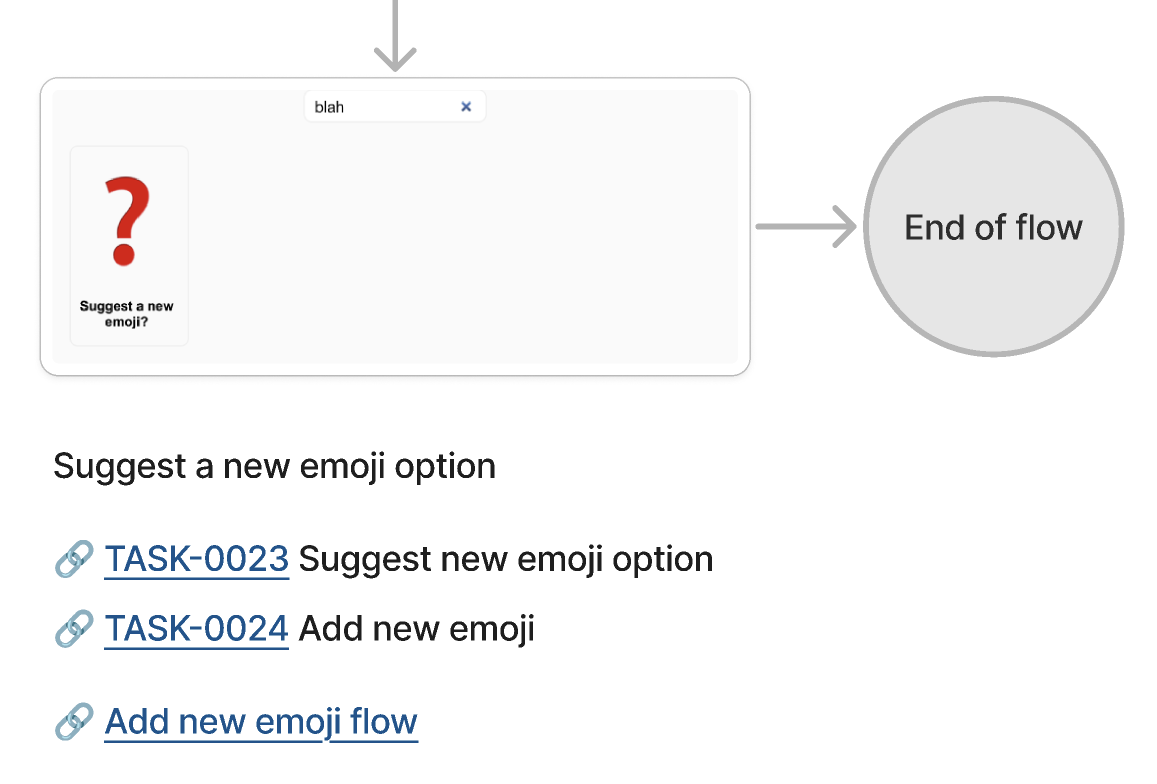 blah
Suggest a new
emoji?
End of flow
Suggest a new emoji option
TASK-0023 Suggest new emoji option
TASK-0024 Add new emoji
Add new emoji flow